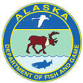 ALASKA
DEPARTMENT OF FISH AND GAME